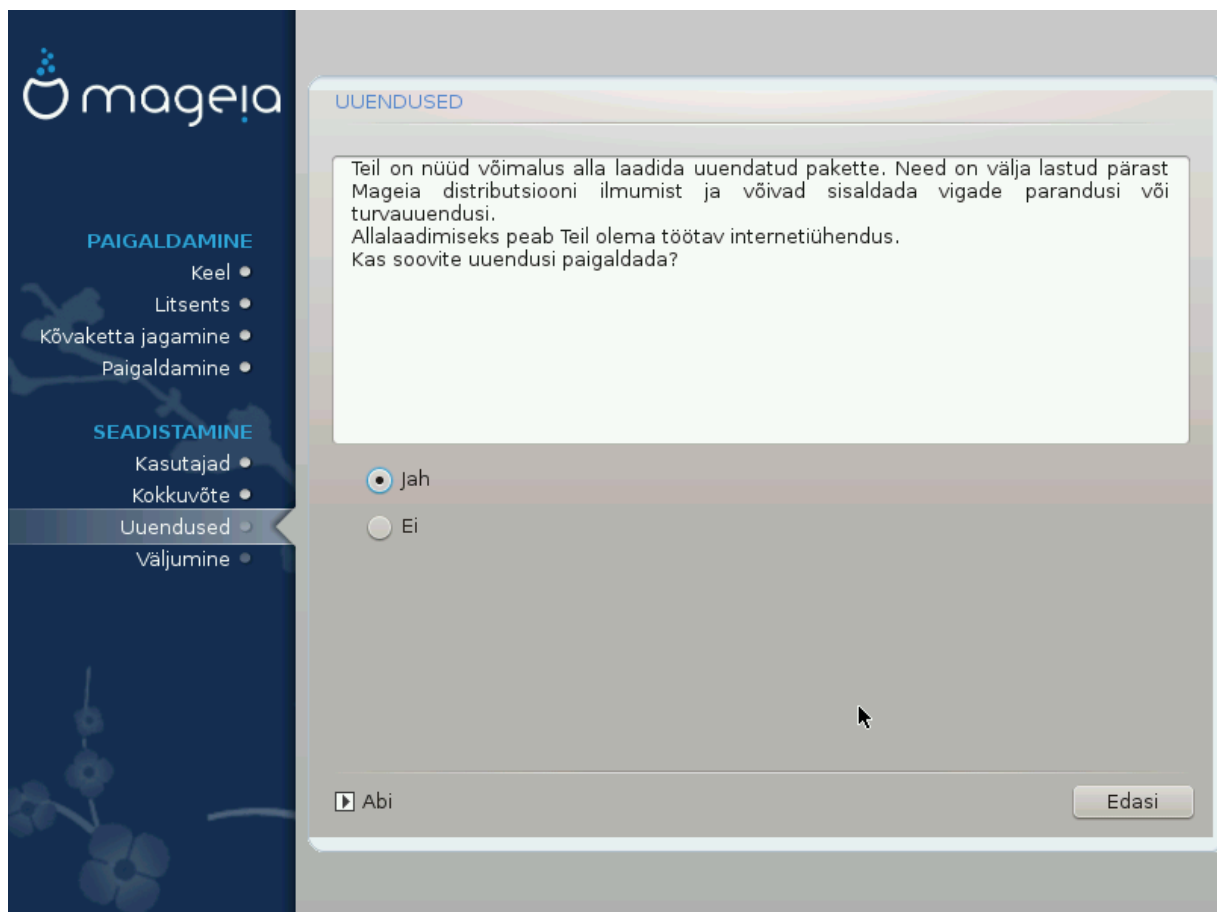 mageia
PAIGALDAMINE
Keel
Litsents
Kõvaketta jagamine
Paigaldamine
SEADISTAMINE
Kasutajad
Kokkuvõte
Uuendused
Väljumine
UUENDUSED
Teil on nüüd võimalus alla laadida uuendatud pakette. Need on välja lastud pärast
Mageia distributsiooni ilmumist ja võivad sisaldada vigade parandusi või
turvauuendusi.
Allalaadimiseks peab Teil olema töötav internetiühendus.
Kas soovite uuendusi paigaldada?
Jah
Ei
Abi
Edasi